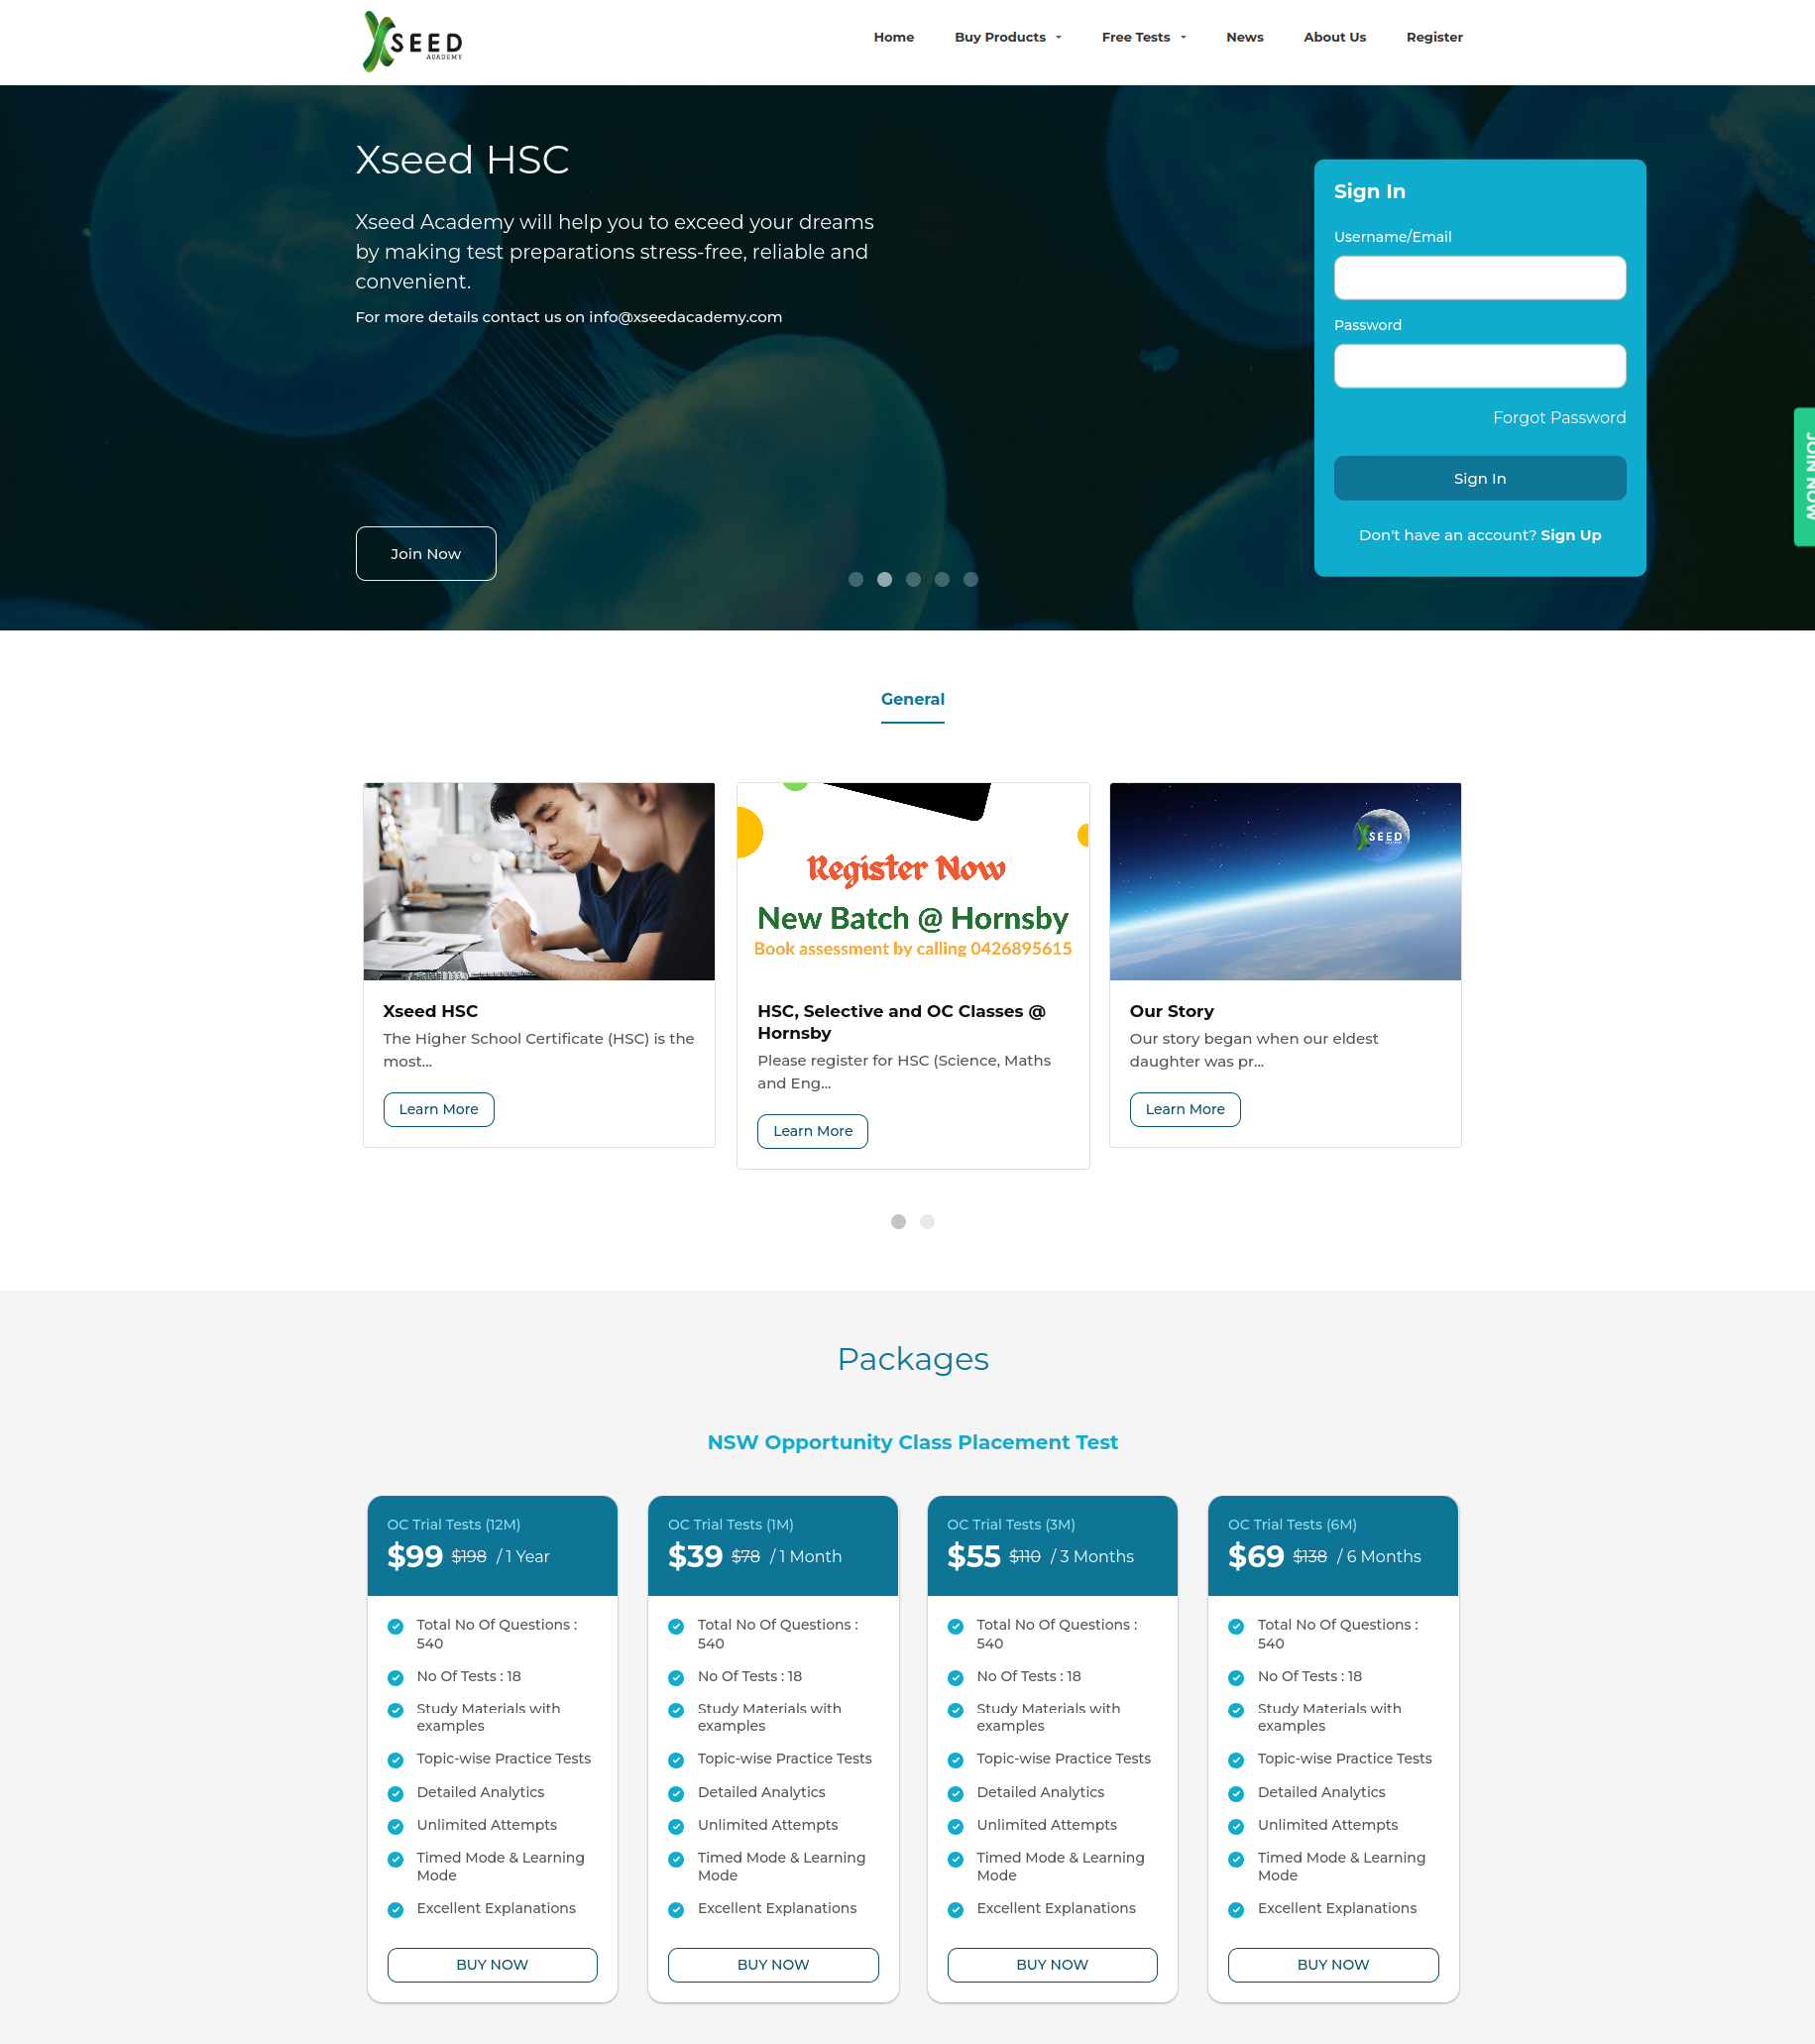 XSEED
ACADEMY
Home
Buy Products
Free Tests
News
About Us
Register
Xseed HSC
Xseed Academy will help you to exceed your dreams
by making test preparations stress-free, reliable and
convenient.
For more details contact us on info@xseedacademy.com
Join Now
Sign In
Username/Email
Password
Forgot Password
Sign In
Don't have an account? Sign Up
JOIN NOW
General
Register Now
New Batch @ Hornsby
Book assessment by calling 0426895615
XSEED
Xseed HSC
The Higher School Certificate (HSC) is the
most...
Learn More
HSC, Selective and OC Classes @
Hornsby
Please register for HSC (Science, Maths
and Eng...
Learn More
Our Story
Our story began when our eldest
daughter was pr...
Learn More
Packages
NSW Opportunity Class Placement Test
OC Trial Tests (12M)
$99 $198 / 1 Year
Total No Of Questions :
540
No Of Tests : 18
Study Materials with
examples
Topic-wise Practice Tests
Detailed Analytics
Unlimited Attempts
Timed Mode & Learning
Mode
Excellent Explanations
BUY NOW
OC Trial Tests (1M)
$39 $78 / 1 Month
Total No Of Questions :
540
No Of Tests : 18
Study Materials with
examples
Topic-wise Practice Tests
Detailed Analytics
Unlimited Attempts
Timed Mode & Learning
Mode
Excellent Explanations
BUY NOW
OC Trial Tests (3M)
$55 $110 / 3 Months
Total No Of Questions :
540
No Of Tests : 18
Study Materials with
examples
Topic-wise Practice Tests
Detailed Analytics
Unlimited Attempts
Timed Mode & Learning
Mode
Excellent Explanations
BUY NOW
OC Trial Tests (6M)
$69 $138 / 6 Months
Total No Of Questions :
540
No Of Tests : 18
Study Materials with
examples
Topic-wise Practice Tests
Detailed Analytics
Unlimited Attempts
Timed Mode & Learning
Mode
Excellent Explanations
BUY NOW